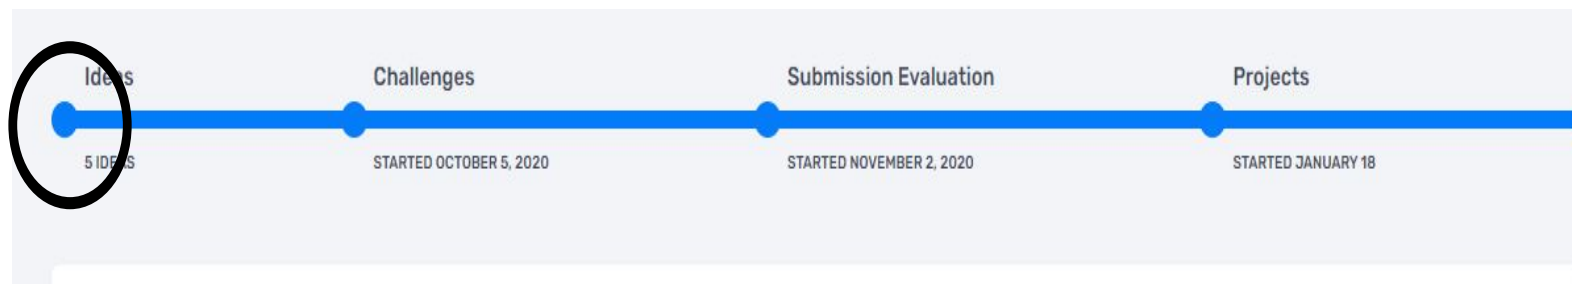 Ideas
Challenges
Submission Evaluation
Projects
5 IDEAS
STARTED OCTOBER 5, 2020
STARTED NOVEMBER 2, 2020
STARTED JANUARY 18